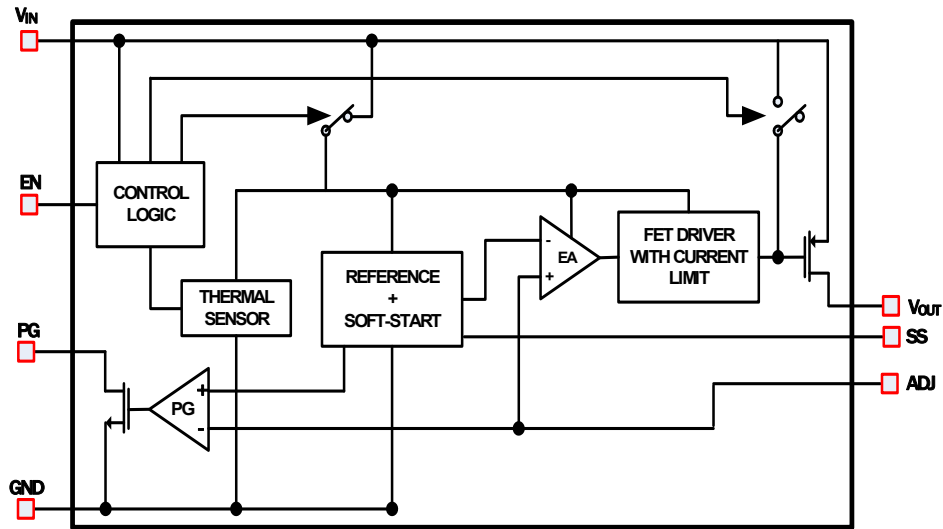 VIN
EN
CONTROL
LOGIC
-
EA
+
FET DRIVER
WITH CURRENT
LIMIT
REFERENCE
+
SOFT-START
THERMAL
SENSOR
VOUT
SS
PG
ADJ
+
PG
-
GND